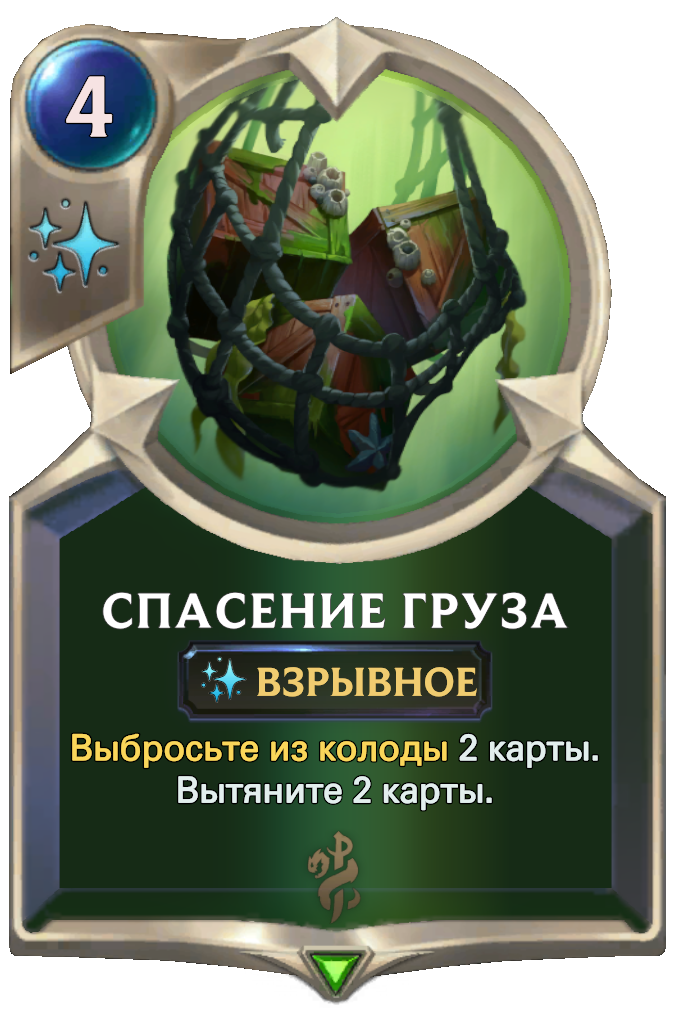 4
СПАСЕНИЕ ГРУЗА
ВЗРЫВНОЕ
Выбросьте из колоды 2 карты.
Вытяните 2 карты.